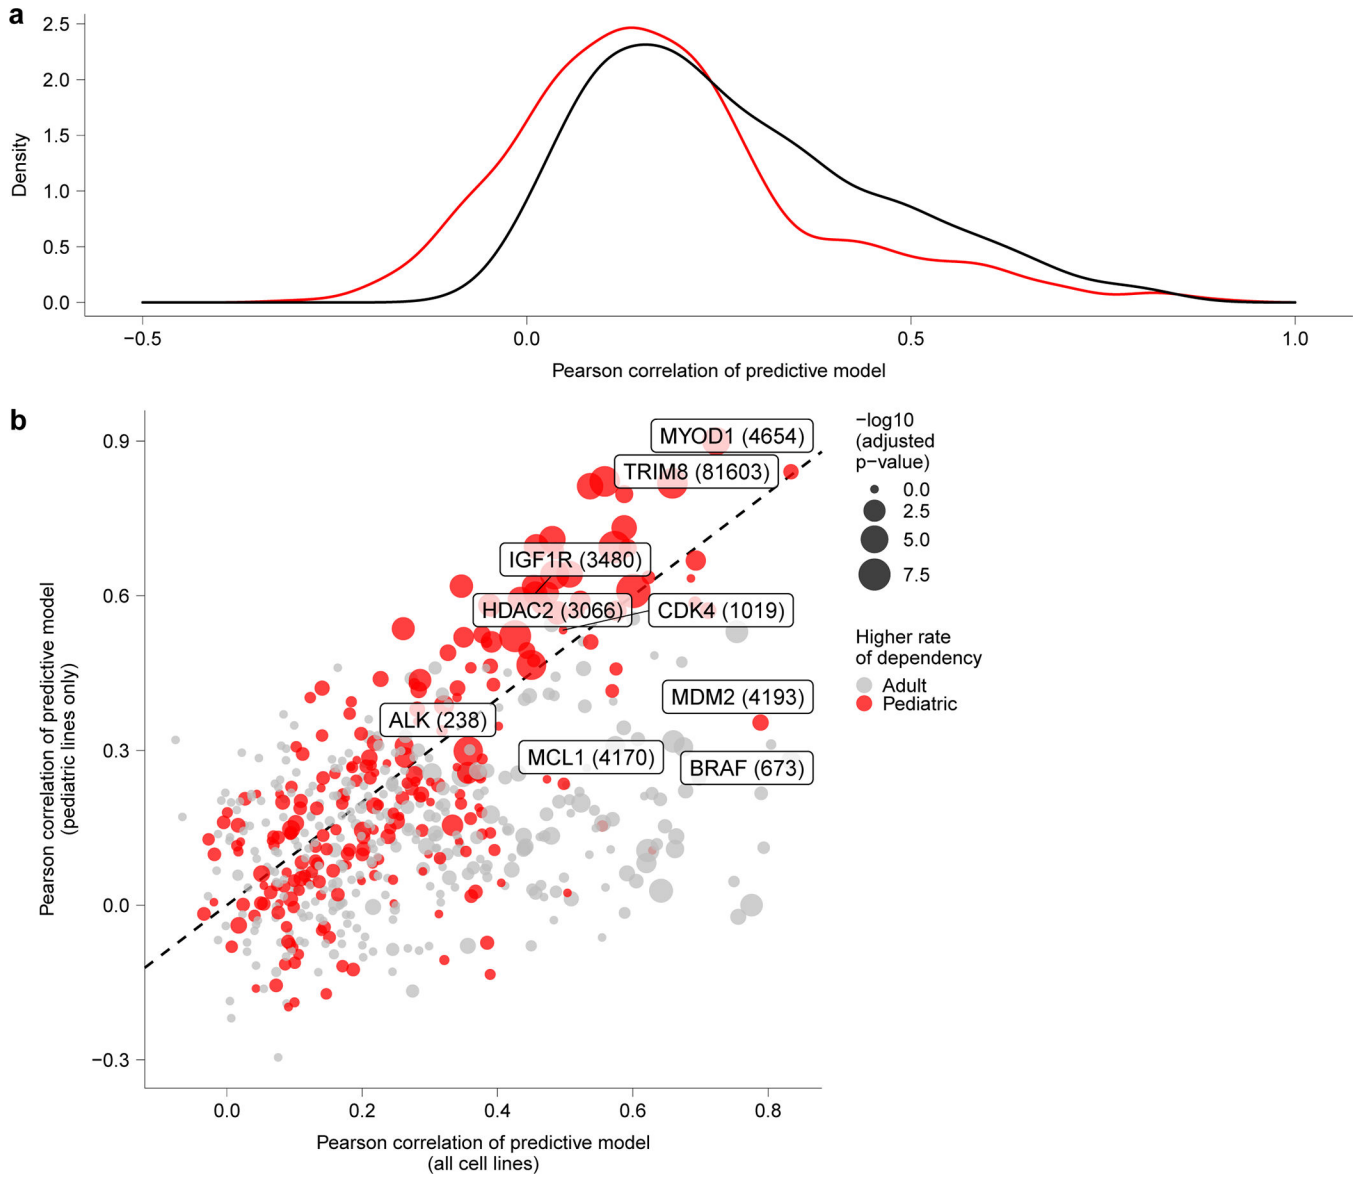 a
2.5
2.0
1.5
1.0
0.5
0.0
Density
−0.5
0.0
0.5
1.0
Pearson correlation of predictive model
b
0.9
0.6
0.3
0.0
−0.3
Pearson correlation of predictive model
(pediatric lines only)
MYOD1 (4654)
TRIM8 (81603)
IGF1R (3480)
HDAC2 (3066)
CDK4 (1019)
MDM2 (4193)
ALK (238)
MCL1 (4170)
BRAF (673)
0.0
0.2
0.4
0.6
0.8
Pearson correlation of predictive model
(all cell lines)
−log10
(adjusted
p−value)
0.0
2.5
5.0
7.5
Higher rate
of dependency
Adult
Pediatric